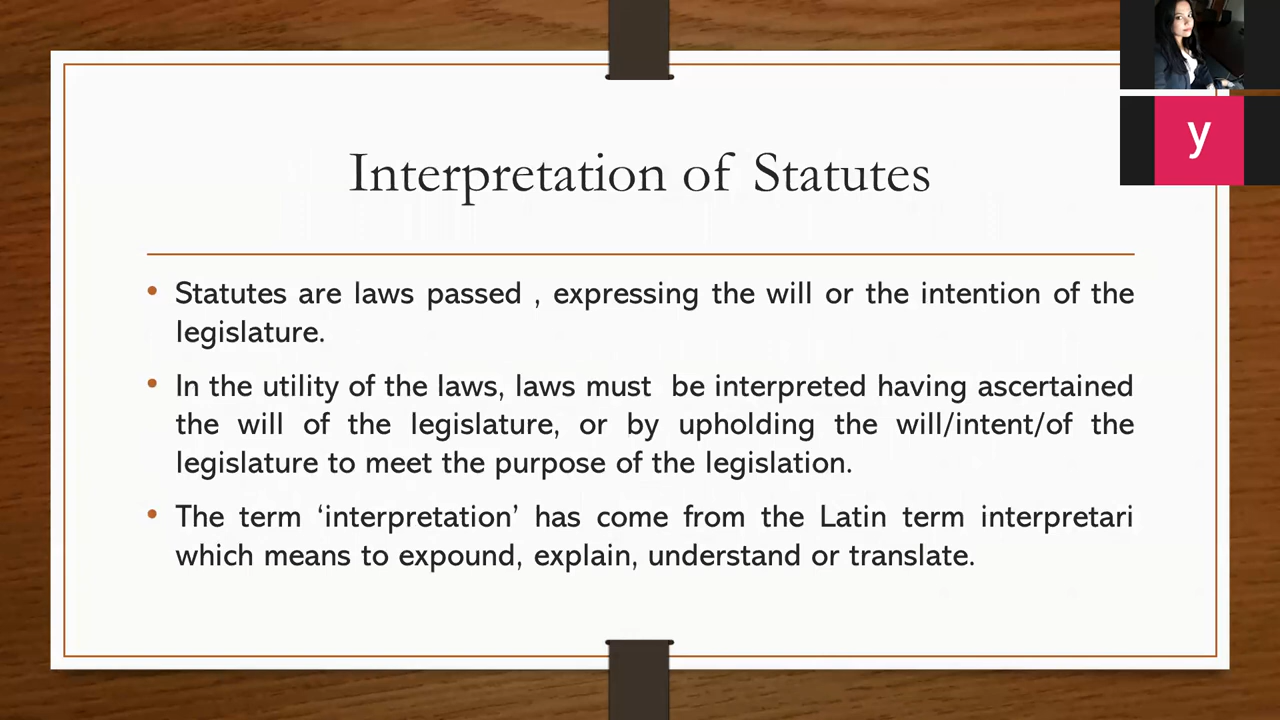 Interpretation of Statutes
y
• Statutes are laws passed , expressing the will or the intention of the
legislature.
• In the utility of the laws, laws must be interpreted having ascertained
the will of the legislature, or by upholding the will/intent/of the
legislature to meet the purpose of the legislation.
• The term ‘interpretation’ has come from the Latin term interpretari
which means to expound, explain, understand or translate.